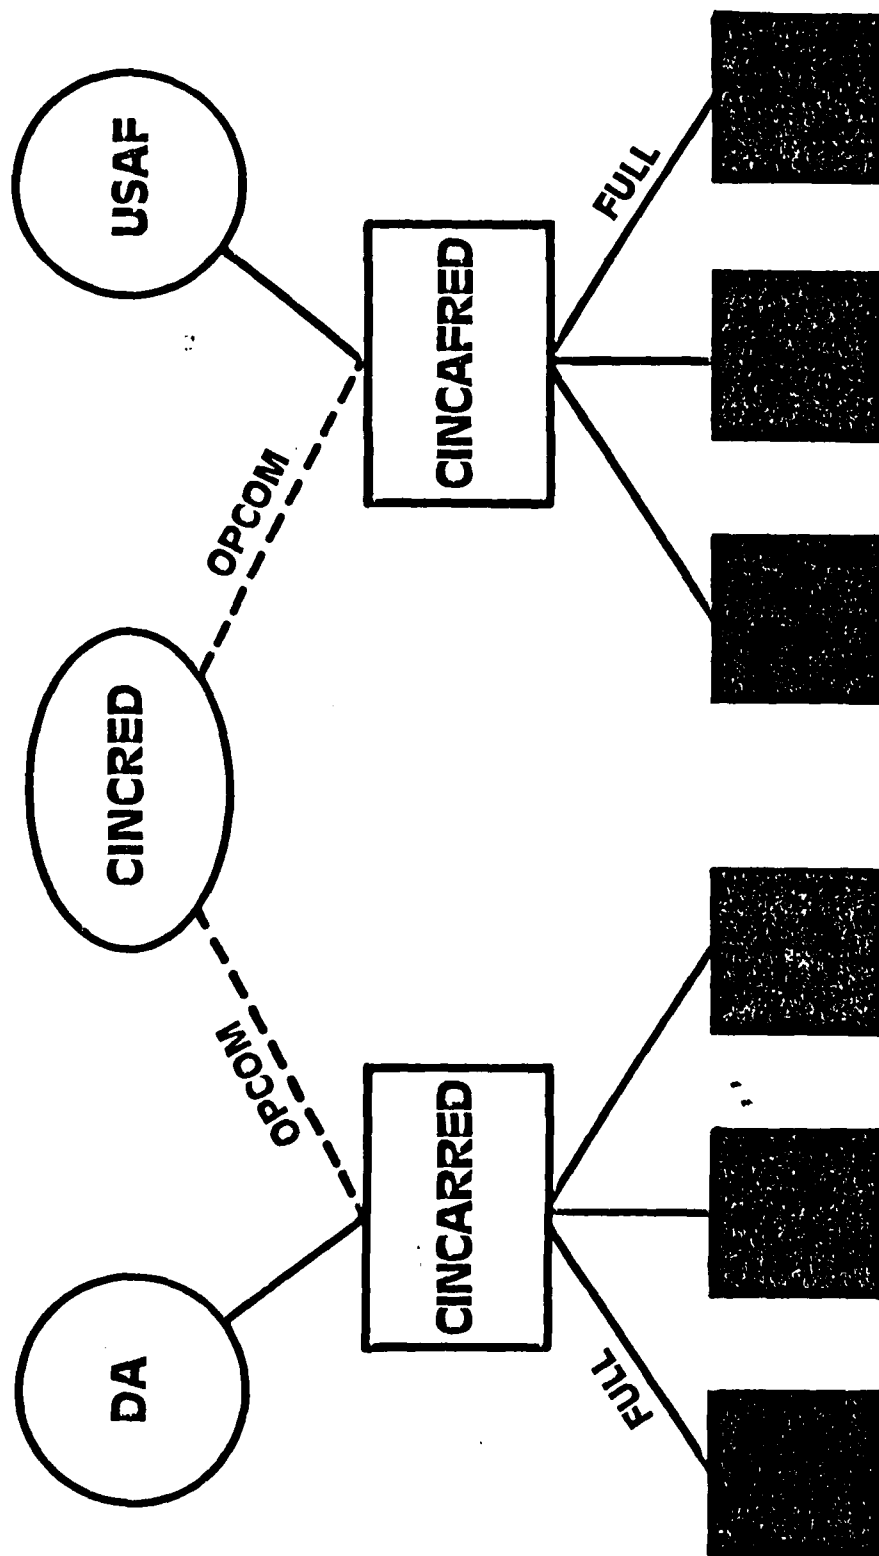 DA
CINCRED
USAF
OPCOM
OPCOM
CINCARRED
CINCAFRED
FULL
FULL